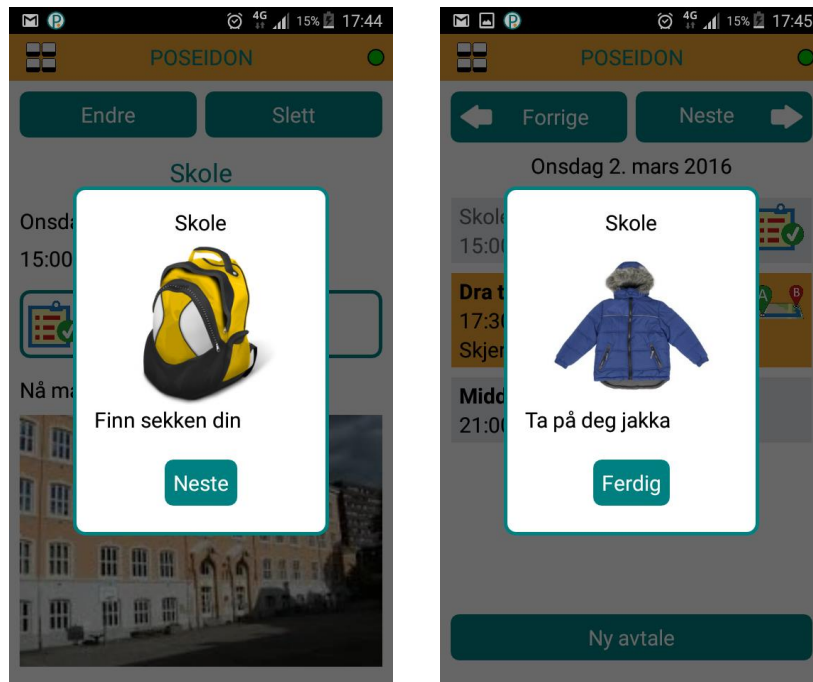 4G 15% 17:44
POSEIDON
Endre Slett
Skole
Onsda
15:00
Skole
Finn sekken din
Neste
Nå ma
4G 15% 17:45
POSEIDON
Forrige Neste
Onsdag 2. mars 2016
Skole
15:00
Dra t
17:30
Skjer
Midd
21:00
Skole
A B
Ta på deg jakka
Ferdig
Ny avtale